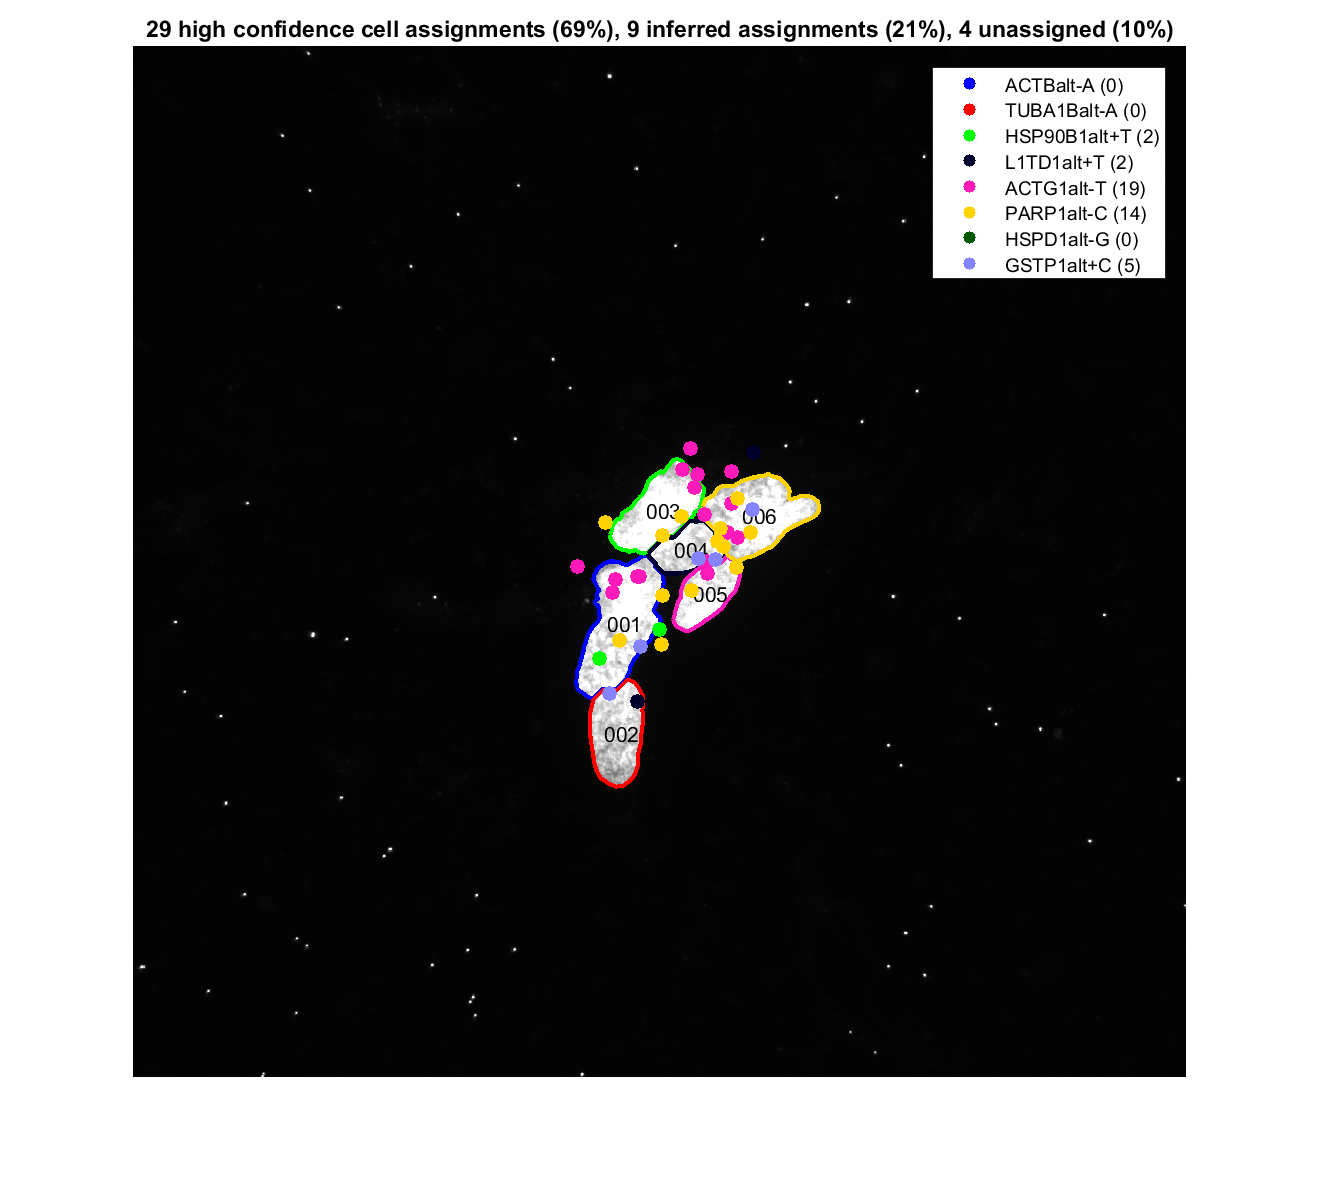 29 high confidence cell assignments (69%), 9 inferred assignments (21%), 4 unassigned (10%)
ACTBalt-A (0)
TUBA1Balt-A (0)
HSP90B1alt+T (2)
L1TD1alt+T (2)
ACTG1alt-T (19)
PARP1alt-C (14)
HSPD1alt-G (0)
GSTP1alt+C (5)
003
006
004
005
001
002